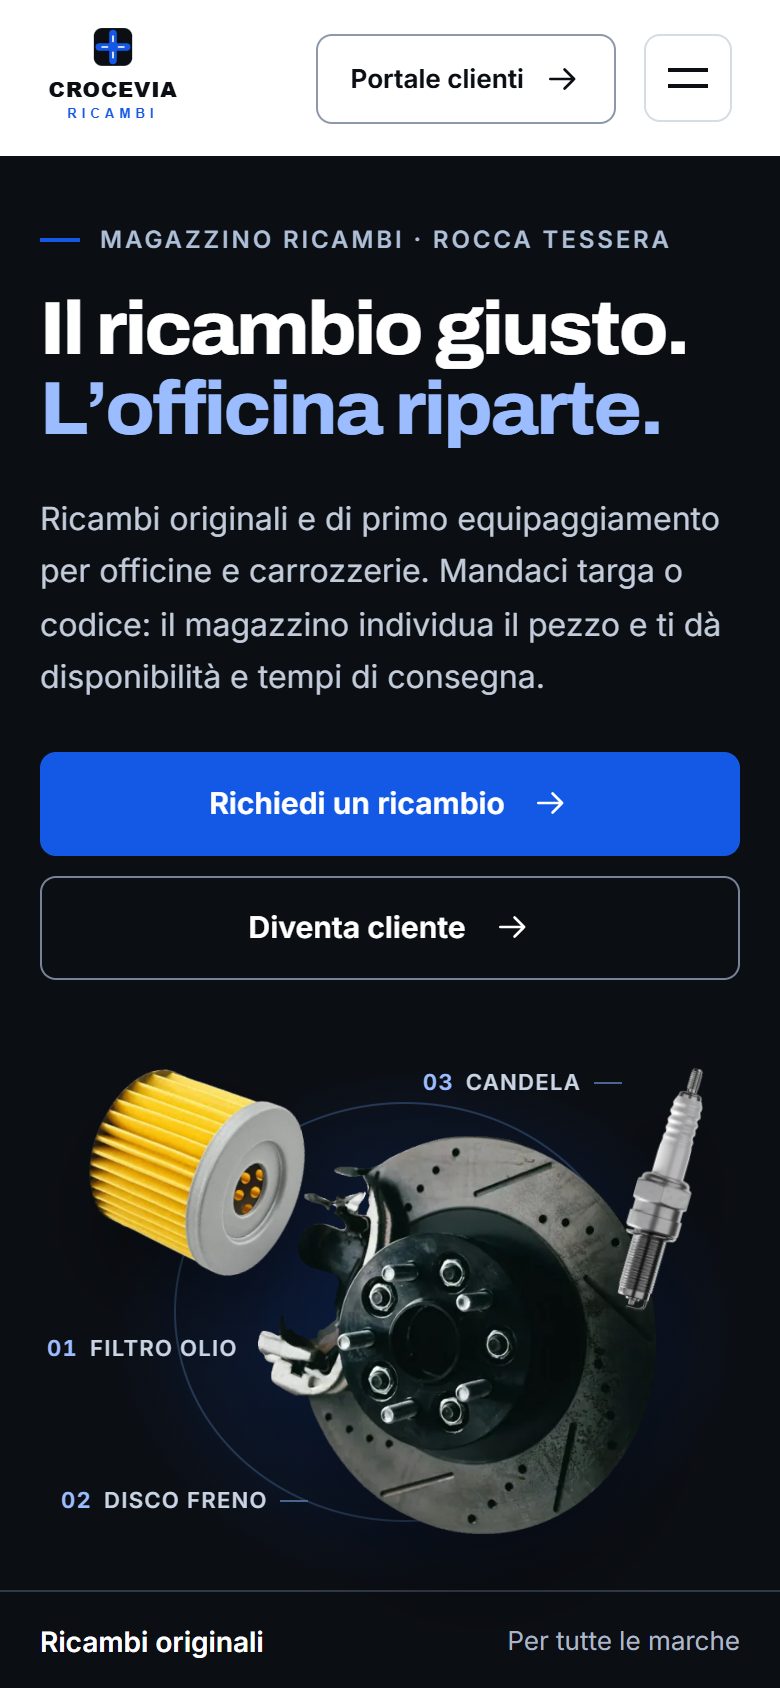 CROCEVIA
RICAMBI
Portale clienti
MAGAZZINO RICAMBI · ROCCA TESSERA
Il ricambio giusto.
L’officina riparte.
Ricambi originali e di primo equipaggiamento
per officine e carrozzerie. Mandaci targa o
codice: il magazzino individua il pezzo e ti dà
disponibilità e tempi di consegna.
Richiedi un ricambio
Diventa cliente
03 CANDELA
01 FILTRO OLIO
02 DISCO FRENO
Ricambi originali
Per tutte le marche